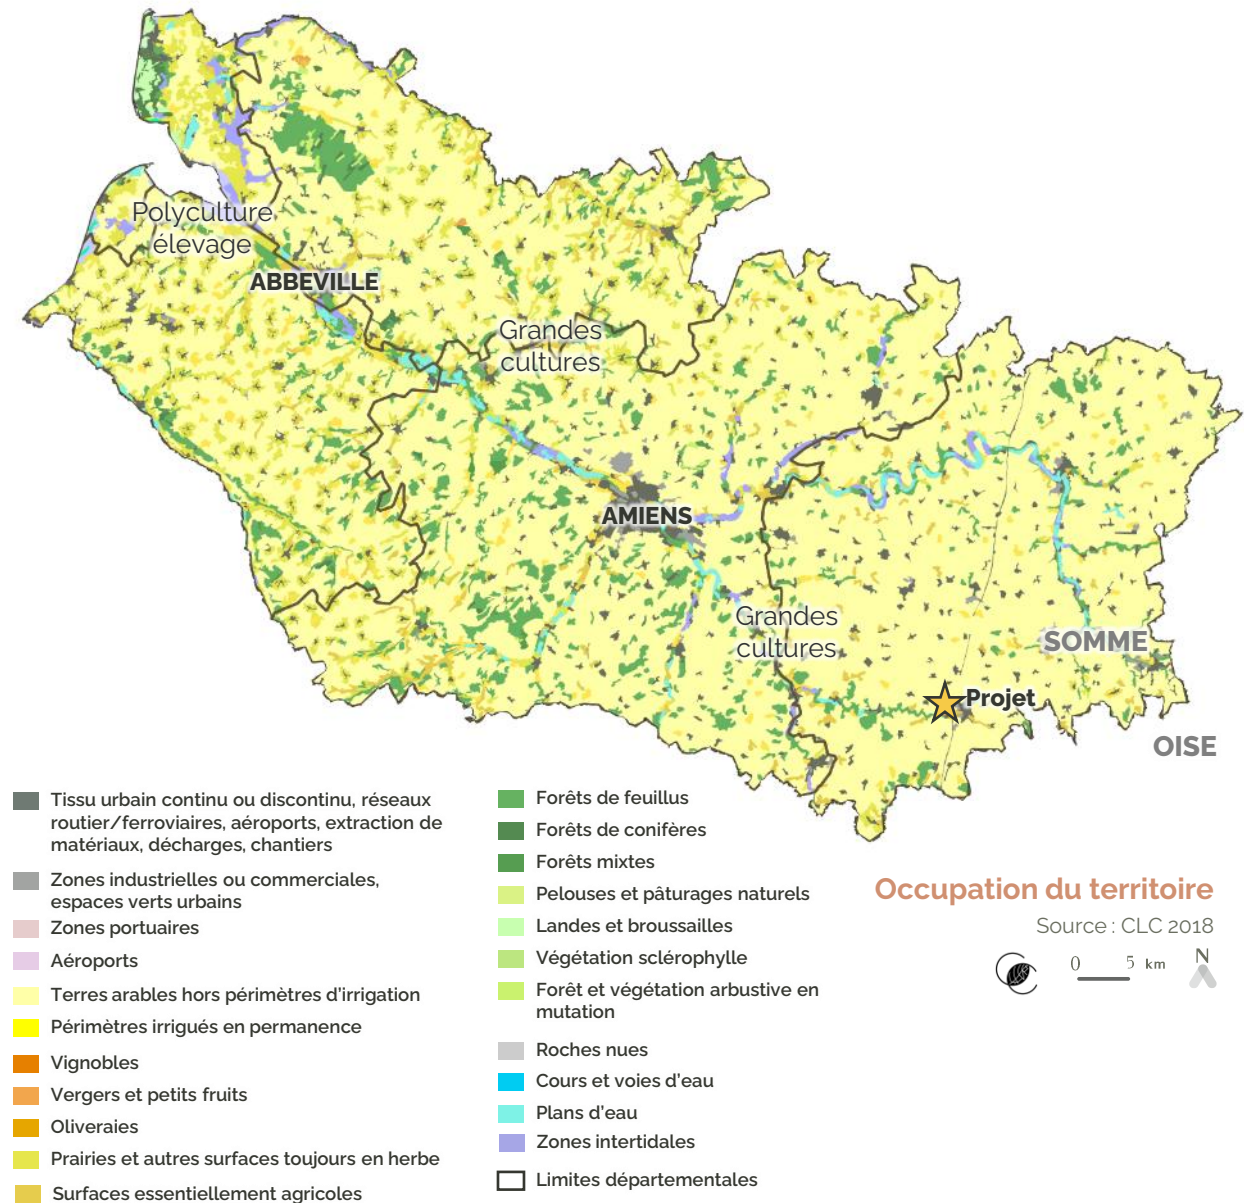 Polyculture
élevage
ABBEVILLE
Grandes
cultures
AMIENS
Grandes
cultures
SOMME
Projet
OISE
Tissu urbain continu ou discontinu, réseaux
routier/ferroviaires, aéroports, extraction de
matériaux, décharges, chantiers
Zones industrielles ou commerciales,
espaces verts urbains
Zones portuaires
Aéroports
Terres arables hors périmètres d'irrigation
Périmètres irrigués en permanence
Vignobles
Vergers et petits fruits
Oliveraies
Prairies et autres surfaces toujours en herbe
Surfaces essentiellement agricoles
Forêts de feuillus
Forêts de conifères
Forêts mixtes
Pelouses et pâturages naturels
Landes et broussailles
Végétation sclérophylle
Forêt et végétation arbustive en
mutation
Roches nues
Cours et voies d'eau
Plans d'eau
Zones intertidales
Limites départementales
Occupation du territoire
Source : CLC 2018
0 5 km N